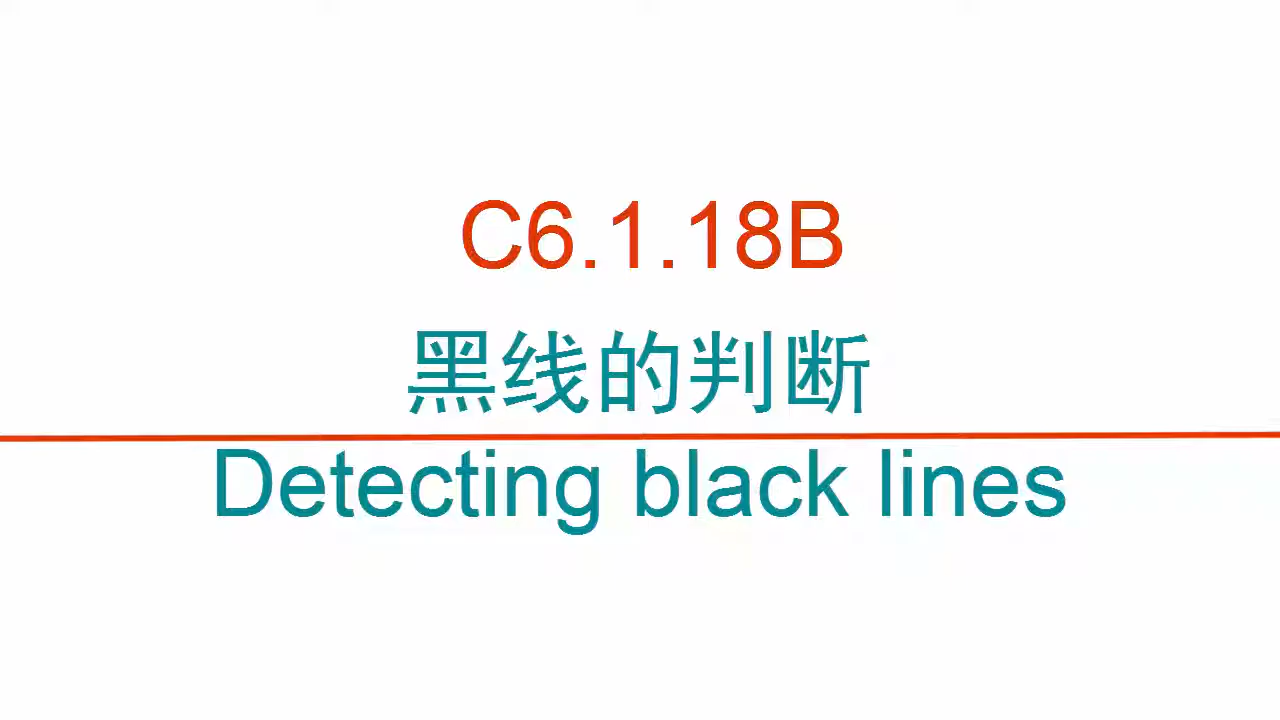 C6.1.18B
黑线的判断
Detecting black lines